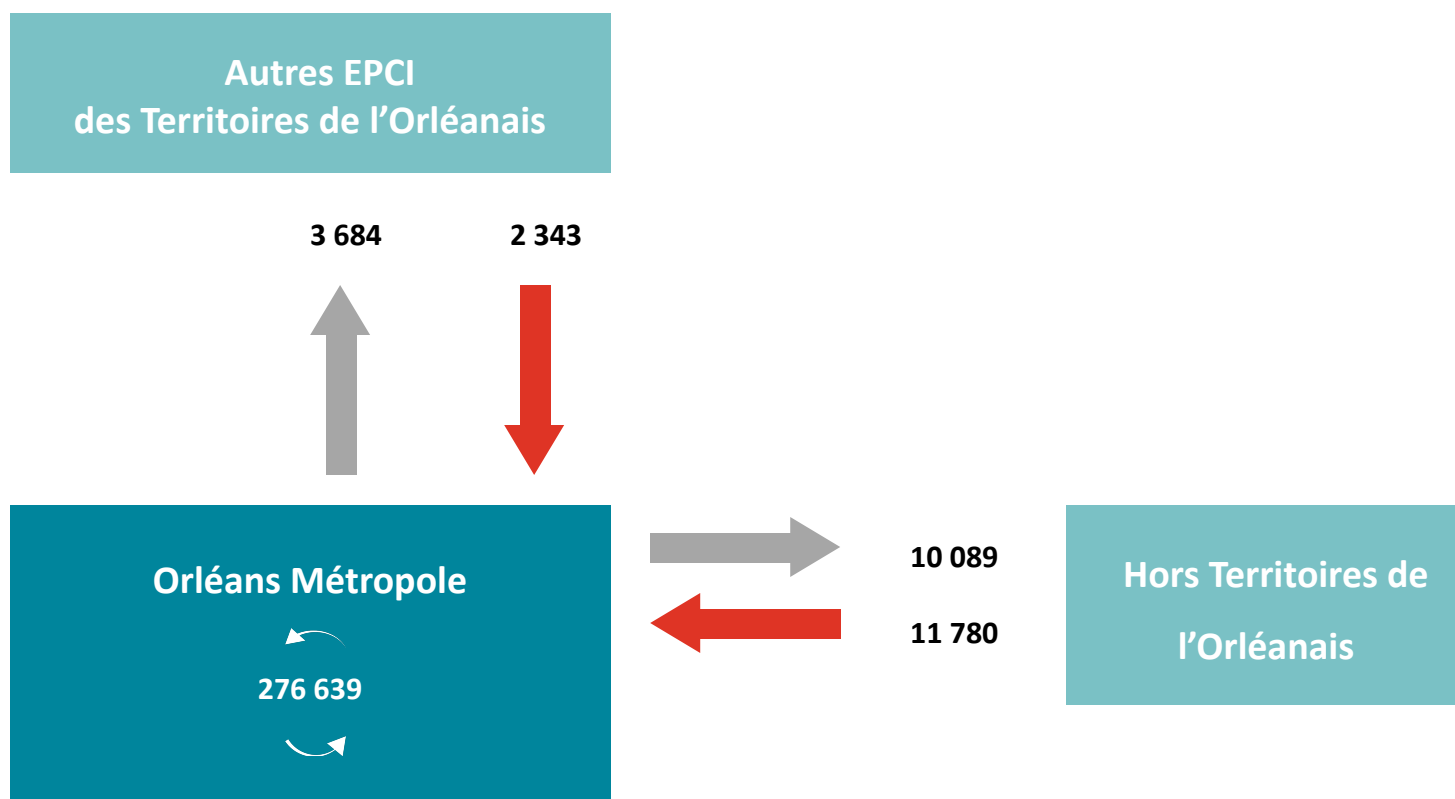 Autres EPCI
des Territoires de l’Orléanais
3 684
2 343
Orléans Métropole
276 639
10 089
11 780
Hors Territoires de
l’Orléanais